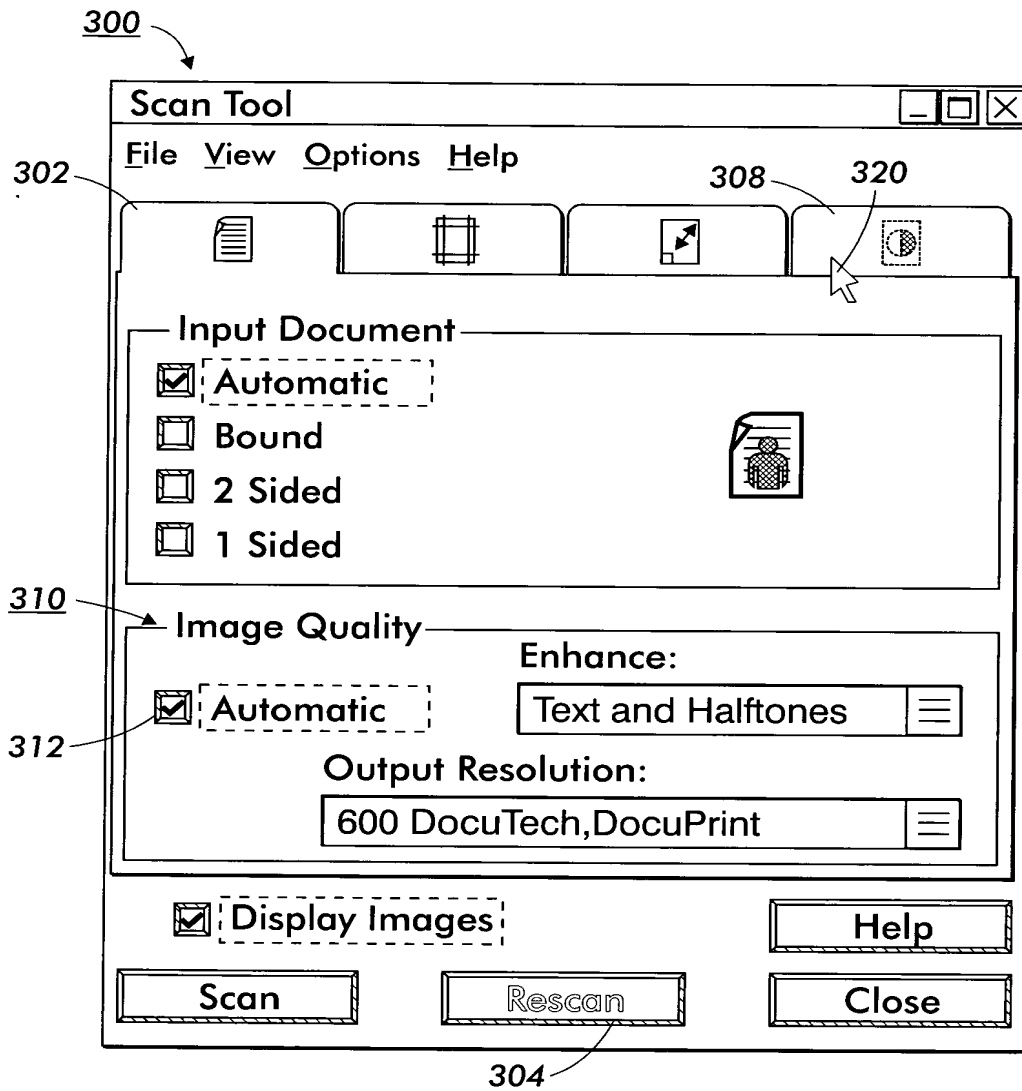 300
Scan Tool
File View Options Help
302
308
320
Input Document
Automatic
Bound
2 Sided
1 Sided
310
Image Quality
Enhance:
Automatic
Text and Halftones
312
Output Resolution:
600 DocuTech,DocuPrint
Display Images
Help
Scan
Rescan
Close
304